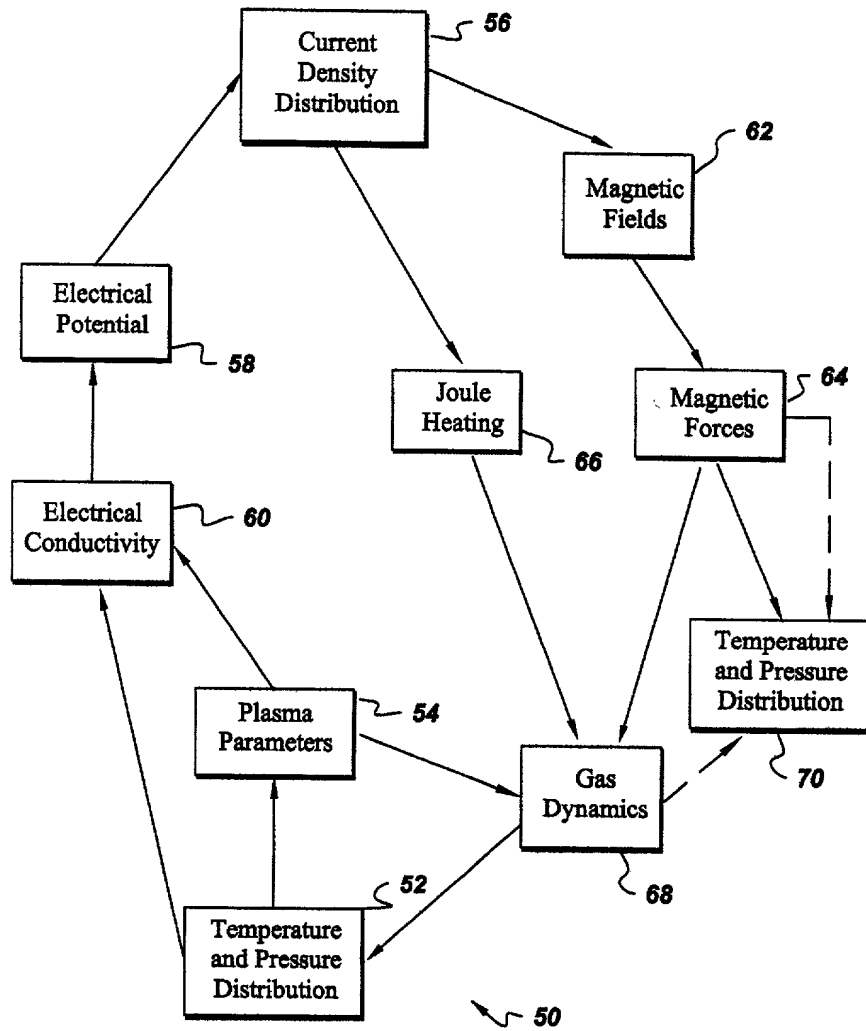 56
Current
Density
Distribution
62
Magnetic
Fields
Electrical
Potential
58
Joule
Heating
66
64
Magnetic
Forces
60
Electrical
Conductivity
Temperature
and Pressure
Distribution
70
54
Plasma
Parameters
Gas
Dynamics
68
52
Temperature
and Pressure
Distribution
50